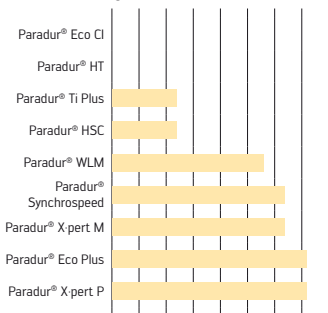 Paradur® Eco CI
Paradur® HT
Paradur® Ti Plus
Paradur® HSC
Paradur® WLM
Paradur®
Synchrospeed
Paradur® X·pert M
Paradur® Eco Plus
Paradur® X·pert P